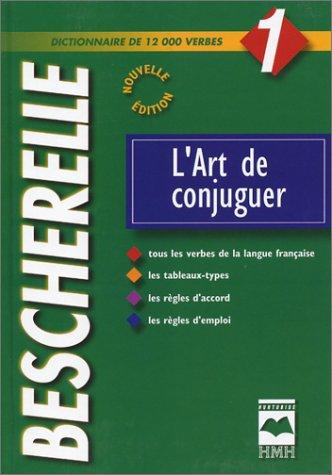 DICTIONNAIRE DE 12 000 VERBES
1
NOUVELLE
ÉDITION
BESCHERELLE
L'Art de
conjuguer
tous les verbes de la langue française
les tableaux-types
les règles d'accord
les règles d'emploi
HURTUBISE
HMH